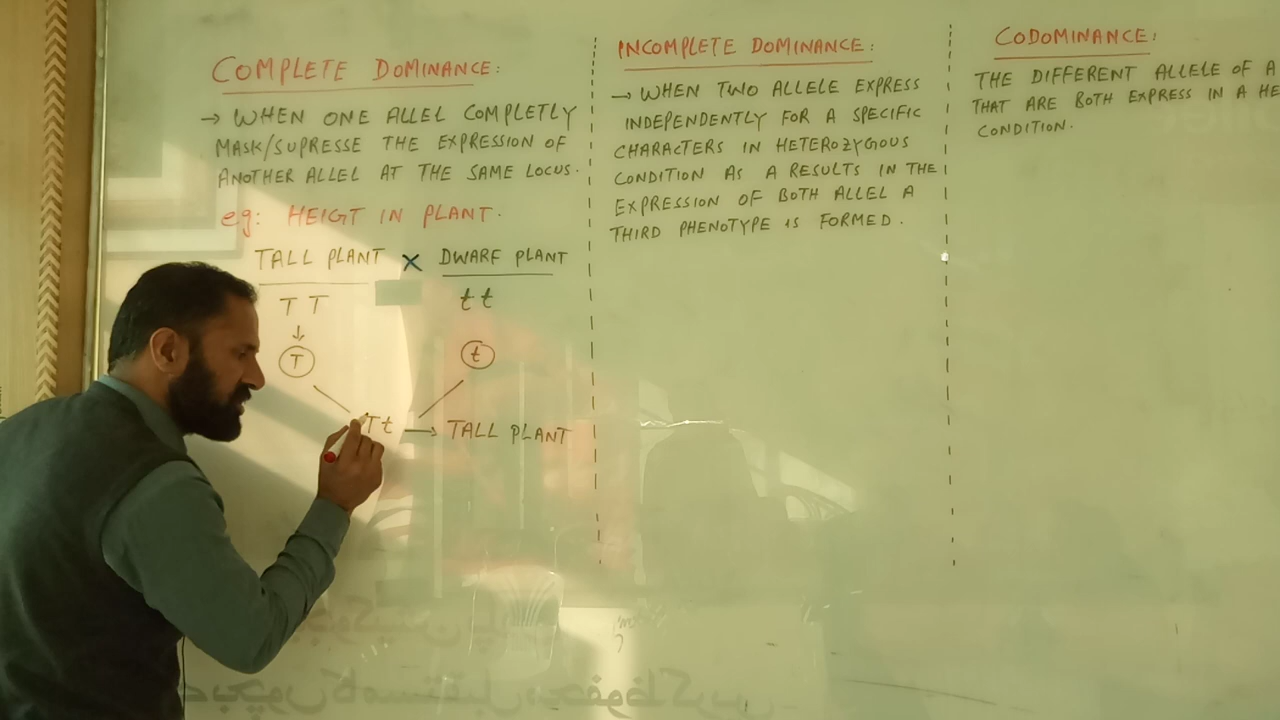 COMPLETE DOMINANCE:
→ WHEN ONE ALLEL COMPLETLY
MASK/SUPRESSE THE EXPRESSION OF
ANOTHER ALLEL AT THE SAME LOCUS.
eg: HEIGT IN PLANT.
TALL PLANT X DWARF PLANT
TT tt
↓
T t
Tt → TALL PLANT
INCOMPLETE DOMINANCE:
→ WHEN TWO ALLELE EXPRESS
INDEPENDENTLY FOR A SPECIFIC
CHARACTERS IN HETEROZYGOUS
CONDITION AS A RESULTS IN THE
EXPRESSION OF BOTH ALLEL A
THIRD PHENOTYPE IS FORMED.
CODOMINANCE:
THE DIFFERENT ALLELE OF A
THAT ARE BOTH EXPRESS IN A HE
CONDITION.